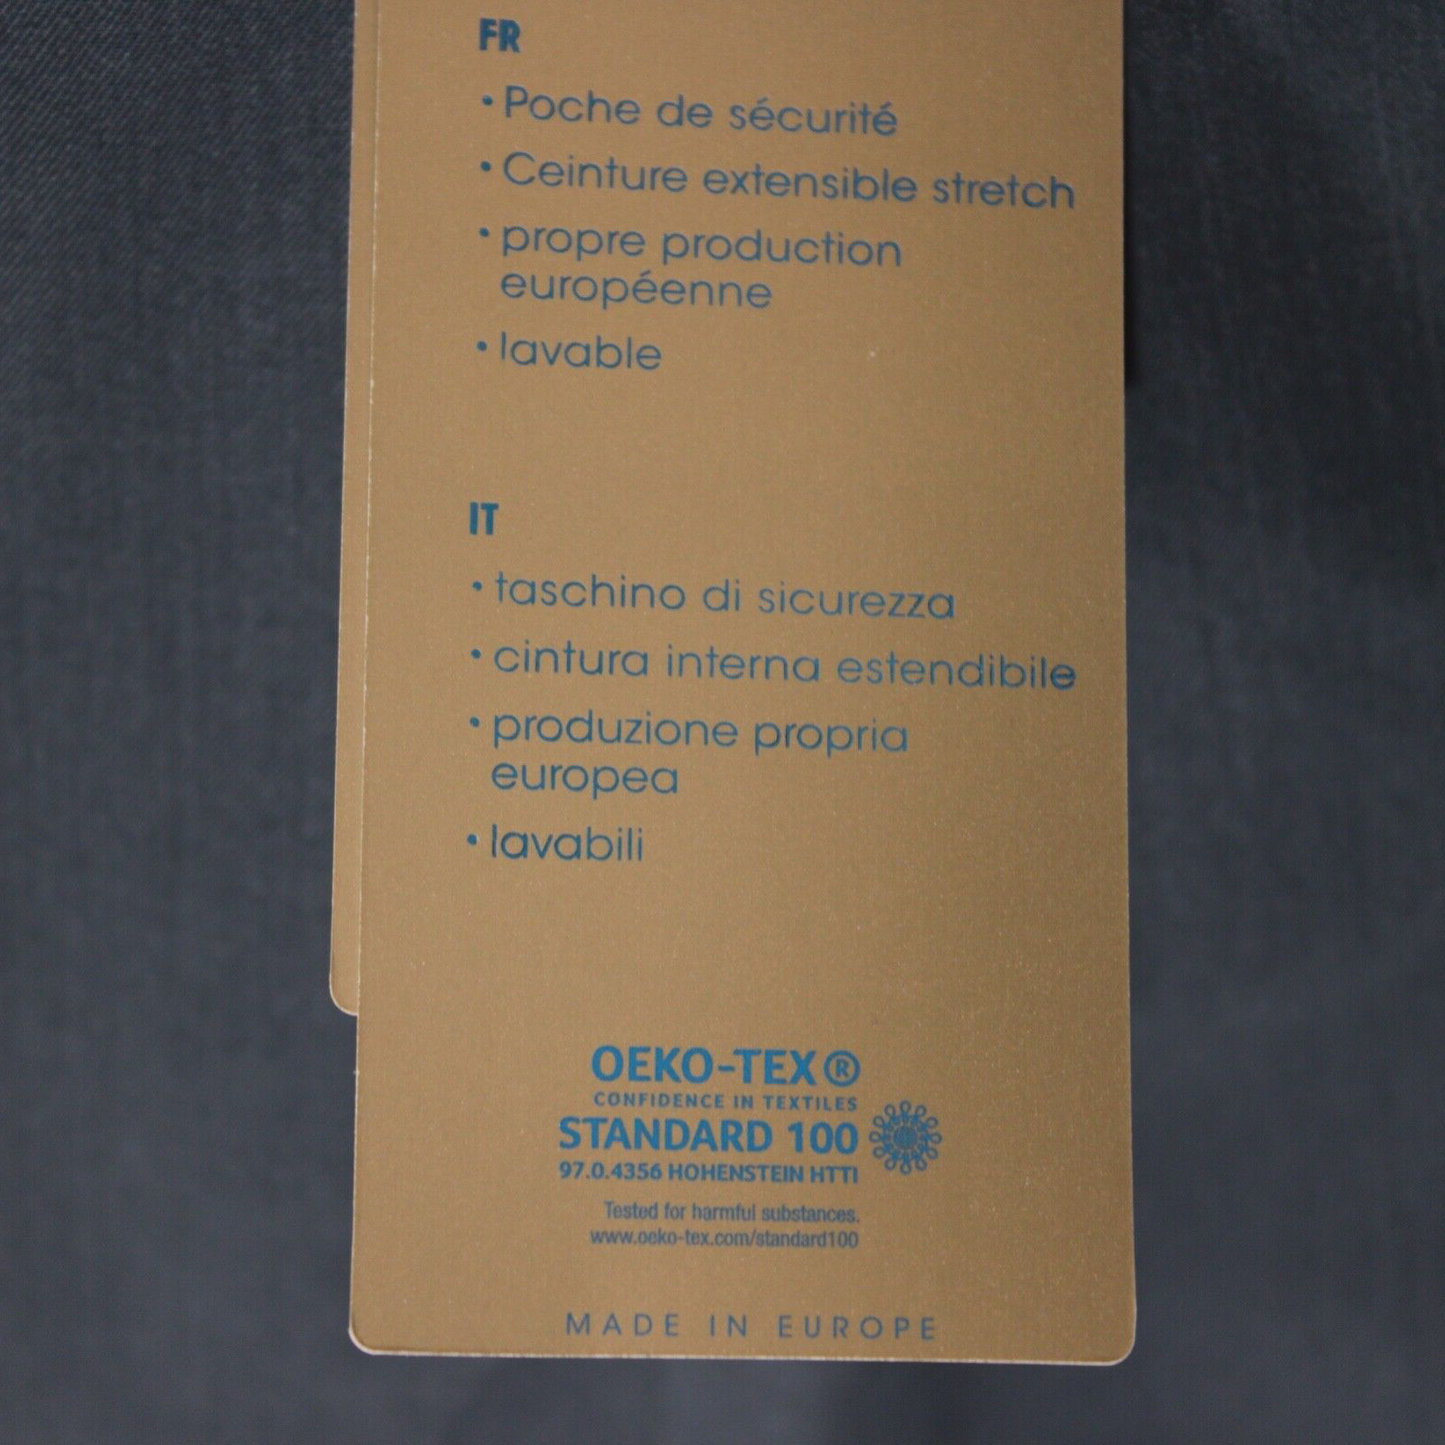 FR
• Poche de sécurité
• Ceinture extensible stretch
• propre production
européenne
• lavable
IT
• taschino di sicurezza
• cintura interna estendibile
• produzione propria
europea
• lavabili
OEKO-TEX®
CONFIDENCE IN TEXTILES
STANDARD 100
97.0.4356 HOHENSTEIN HTTI
Tested for harmful substances.
www.oeko-tex.com/standard100
MADE IN EUROPE